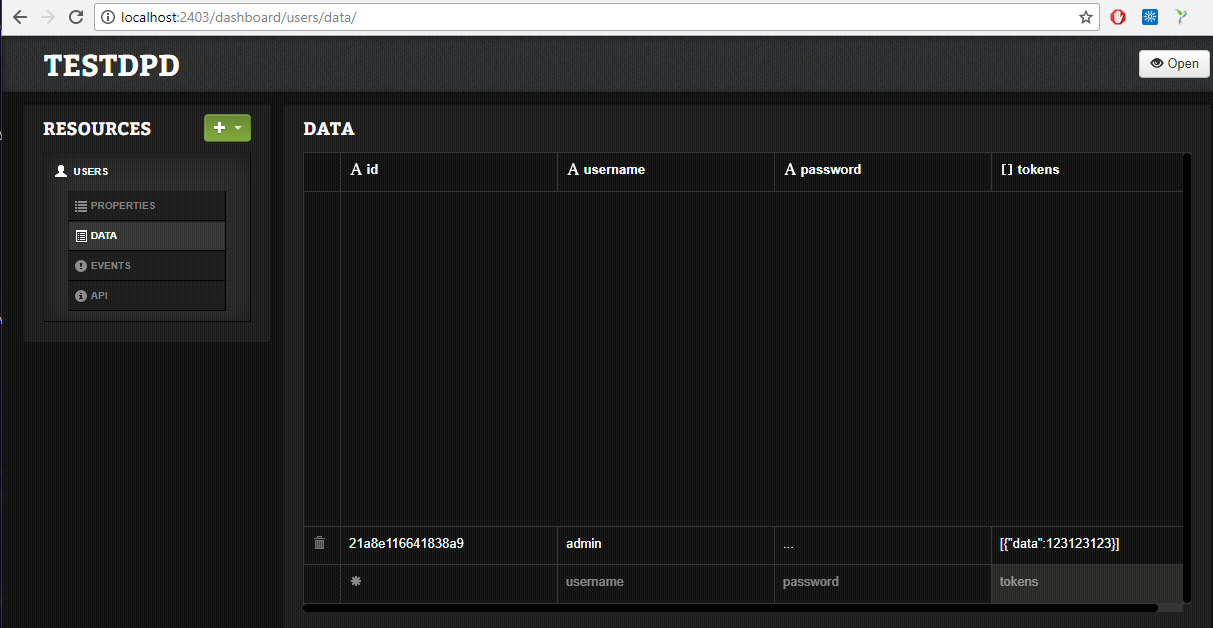 localhost:2403/dashboard/users/data/
TESTDPD
Open
RESOURCES
USERS
PROPERTIES
DATA
EVENTS
API
DATA
id username password [] tokens
21a8e116641838a9 admin ... [{"data":123123123}]
username password tokens